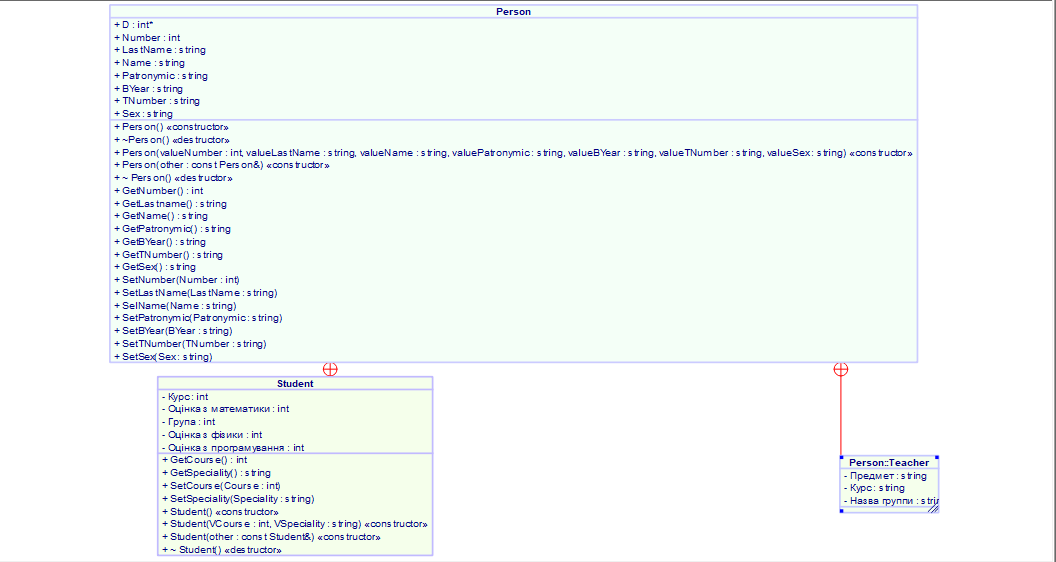 Person
+ D : int*
+ Number : int
+ LastName : string
+ Name : string
+ Patronymic : string
+ BYear : string
+ TNumber : string
+ Sex : string
+ Person() «constructor»
+ ~Person() «destructor»
+ Person(valueNumber : int, valueLastName : string, valueName : string, valuePatronymic : string, valueBYear : string, valueTNumber : string, valueSex : string) «constructor»
+ Person(other : const Person&) «constructor»
+ ~ Person() «destructor»
+ GetNumber() : int
+ GetLastname() : string
+ GetName() : string
+ GetPatronymic() : string
+ GetBYear() : string
+ GetTNumber() : string
+ GetSex() : string
+ SetNumber(Number : int)
+ SetLastName(LastName : string)
+ SelName(Name : string)
+ SetPatronymic(Patronymic : string)
+ SetBYear(BYear : string)
+ SetTNumber(TNumber : string)
+ SetSex(Sex : string)
Student
- Курс : int
- Оцінка з математики : int
- Група : int
- Оцінка з фізики : int
- Оцінка з програмування : int
+ GetCourse() : int
+ GetSpeciality() : string
+ SetCourse(Course : int)
+ SetSpeciality(Speciality : string)
+ Student() «constructor»
+ Student(VCourse : int, VSpeciality : string) «constructor»
+ Student(other : const Student&) «constructor»
+ ~ Student() «destructor»
Person::Teacher
- Предмет : string
- Курс : string
- Назва группи : strin